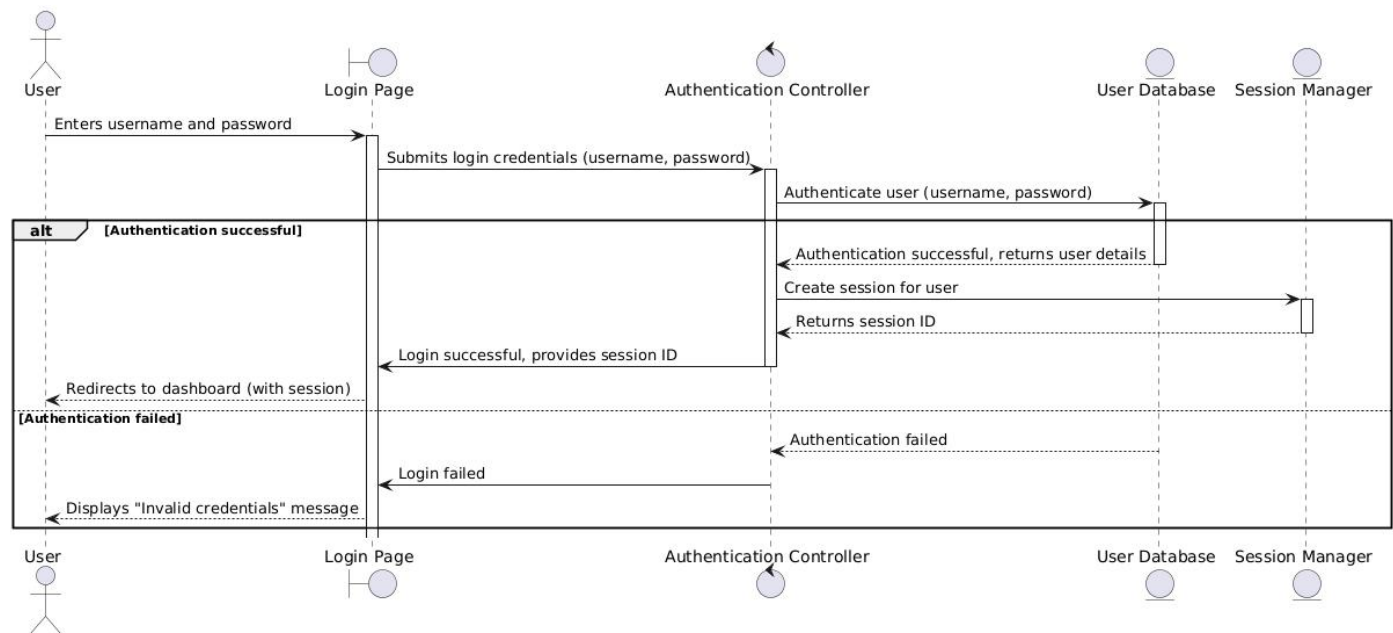 User
Login Page
Authentication Controller
User Database
Session Manager
Enters username and password
Submits login credentials (username, password)
Authenticate user (username, password)
alt
[Authentication successful]
Authentication successful, returns user details
Create session for user
Returns session ID
Login successful, provides session ID
Redirects to dashboard (with session)
[Authentication failed]
Authentication failed
Login failed
Displays "Invalid credentials" message
User
Login Page
Authentication Controller
User Database
Session Manager